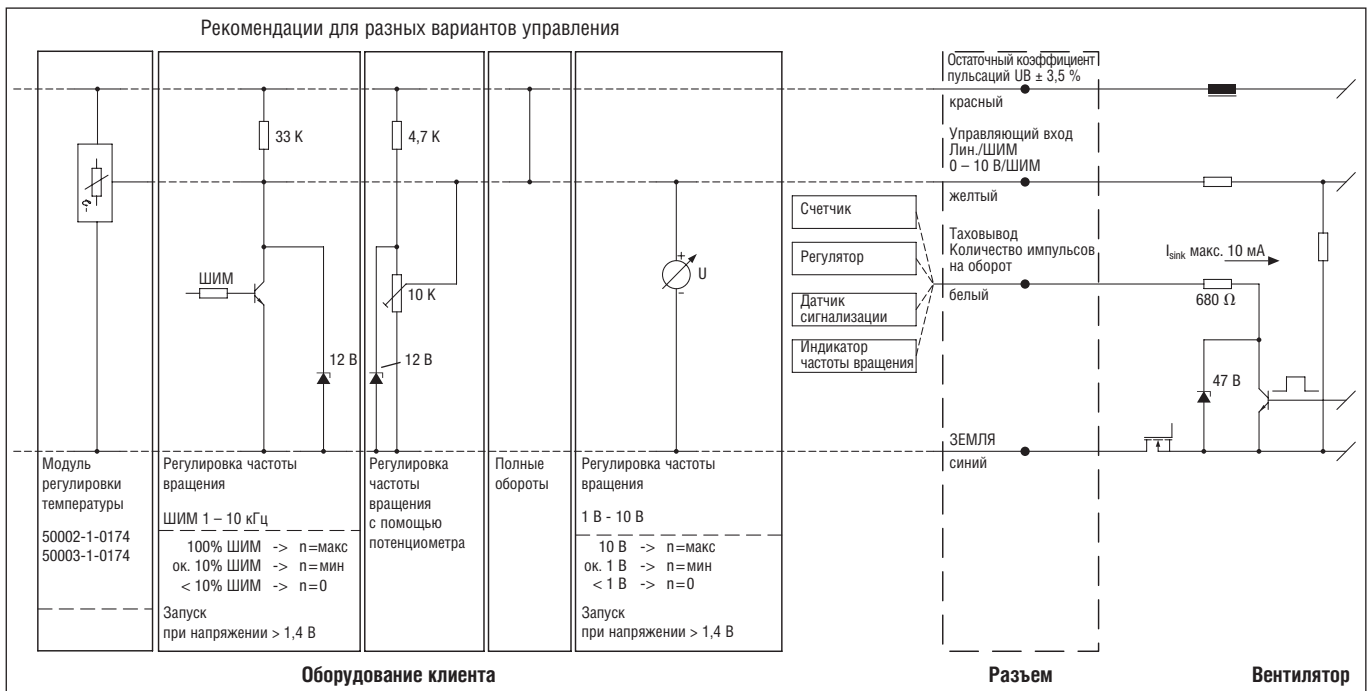 Рекомендации для разных вариантов управления
33 K
ШИМ
12 В
4,7 K
10 K
12 В
U
+
–
Счетчик
Регулятор
Датчик
сигнализации
Индикатор
частоты вращения
Остаточный коэффициент
пульсаций UB ± 3,5 %
красный
Управляющий вход
Лин./ШИМ
0 – 10 В/ШИМ
желтый
Таховывод
Количество импульсов
на оборот
белый
ЗЕМЛЯ
синий
Isink макс. 10 мА
680 Ω
47 В
Модуль
регулировки
температуры
50002-1-0174
50003-1-0174
Регулировка частоты
вращения
ШИМ 1 – 10 кГц
100% ШИМ -> n=макс
ок. 10% ШИМ -> n=мин
< 10% ШИМ -> n=0
Запуск
при напряжении > 1,4 В
Регулировка
частоты
вращения
с помощью
потенциометра
Полные
обороты
Регулировка частоты
вращения
1 В - 10 В
10 В -> n=макс
ок. 1 В -> n=мин
< 1 В -> n=0
Запуск
при напряжении > 1,4 В
Оборудование клиента
Разъем
Вентилятор